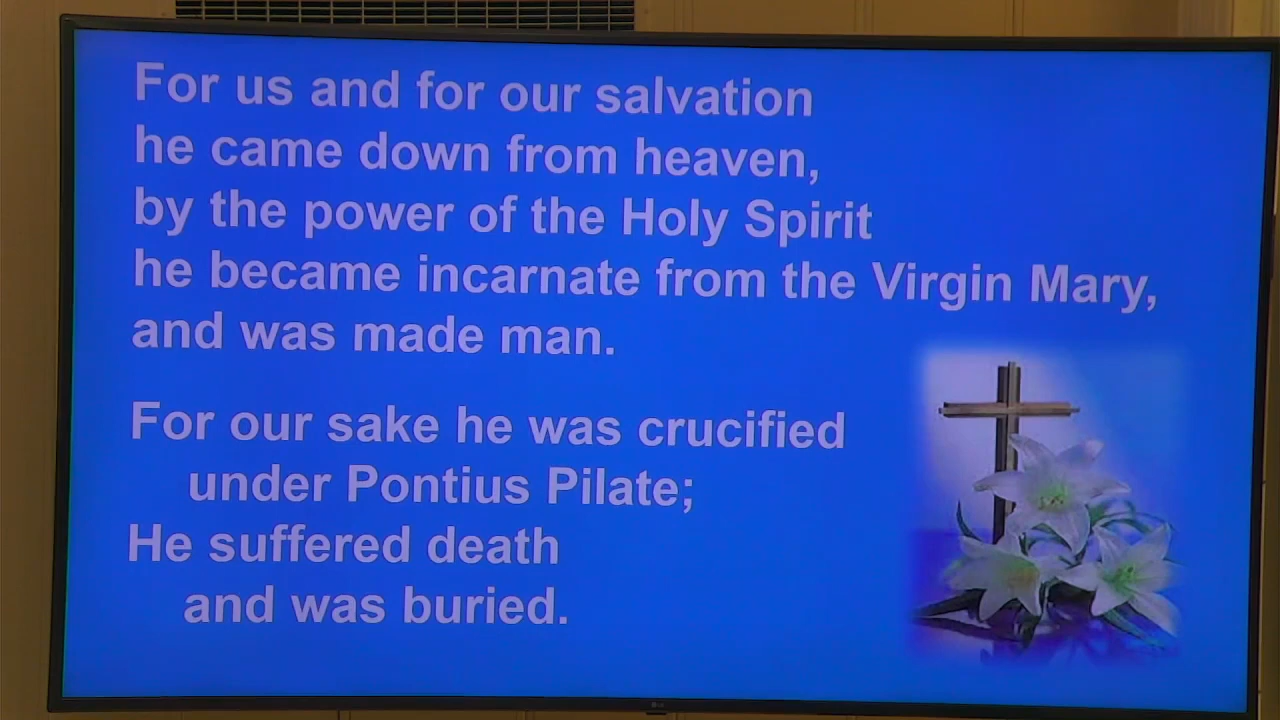 For us and for our salvation
he came down from heaven,
by the power of the Holy Spirit
he became incarnate from the Virgin Mary,
and was made man.
For our sake he was crucified
under Pontius Pilate;
He suffered death
and was buried.
LG